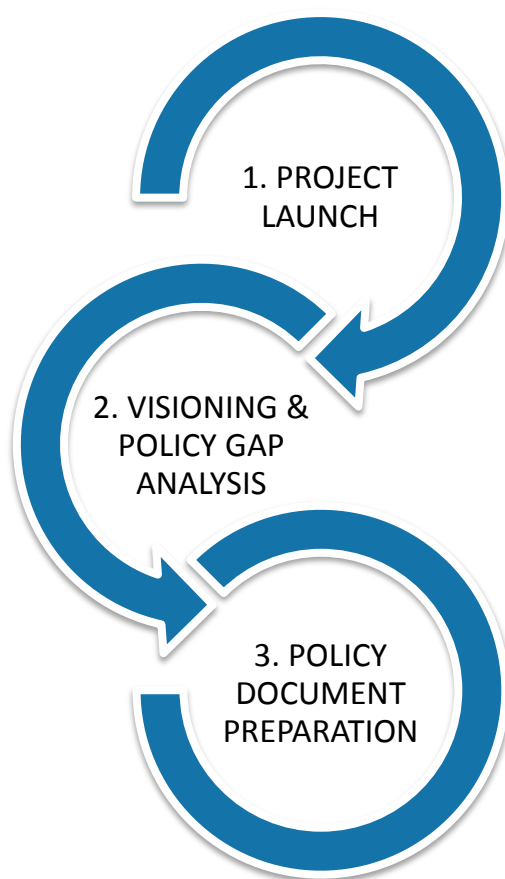 1. PROJECT
LAUNCH
2. VISIONING &
POLICY GAP
ANALYSIS
3. POLICY
DOCUMENT
PREPARATION